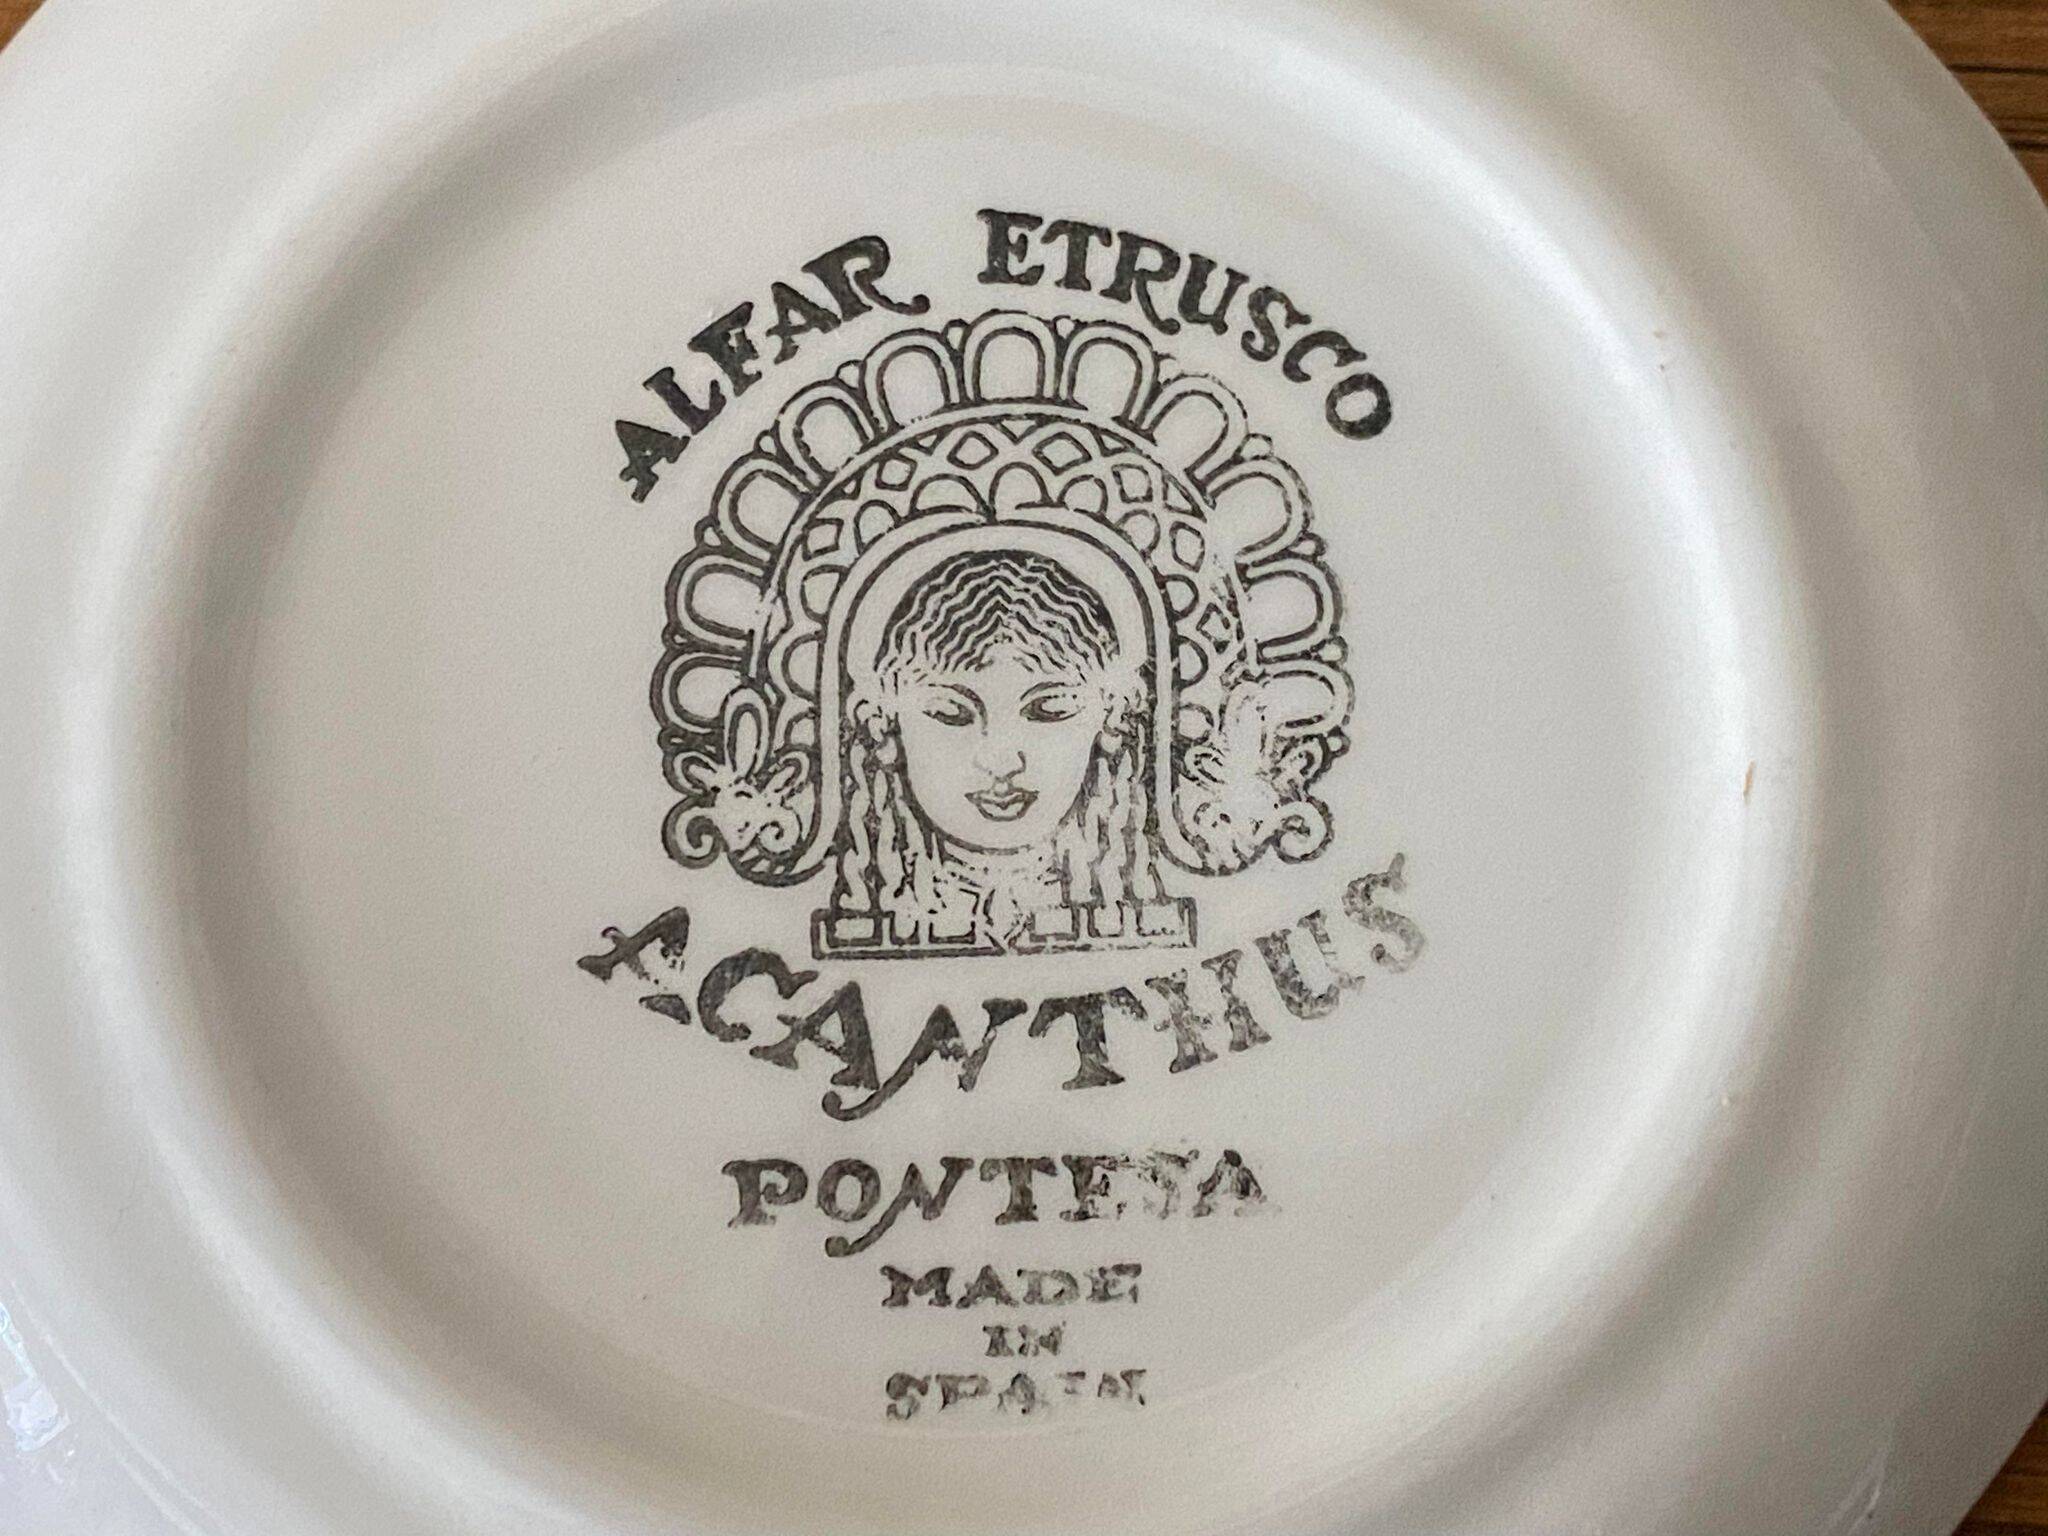 ALFAR ETRUSCO
ACANTHUS
PONTESA
MADE
IN
SPAIN